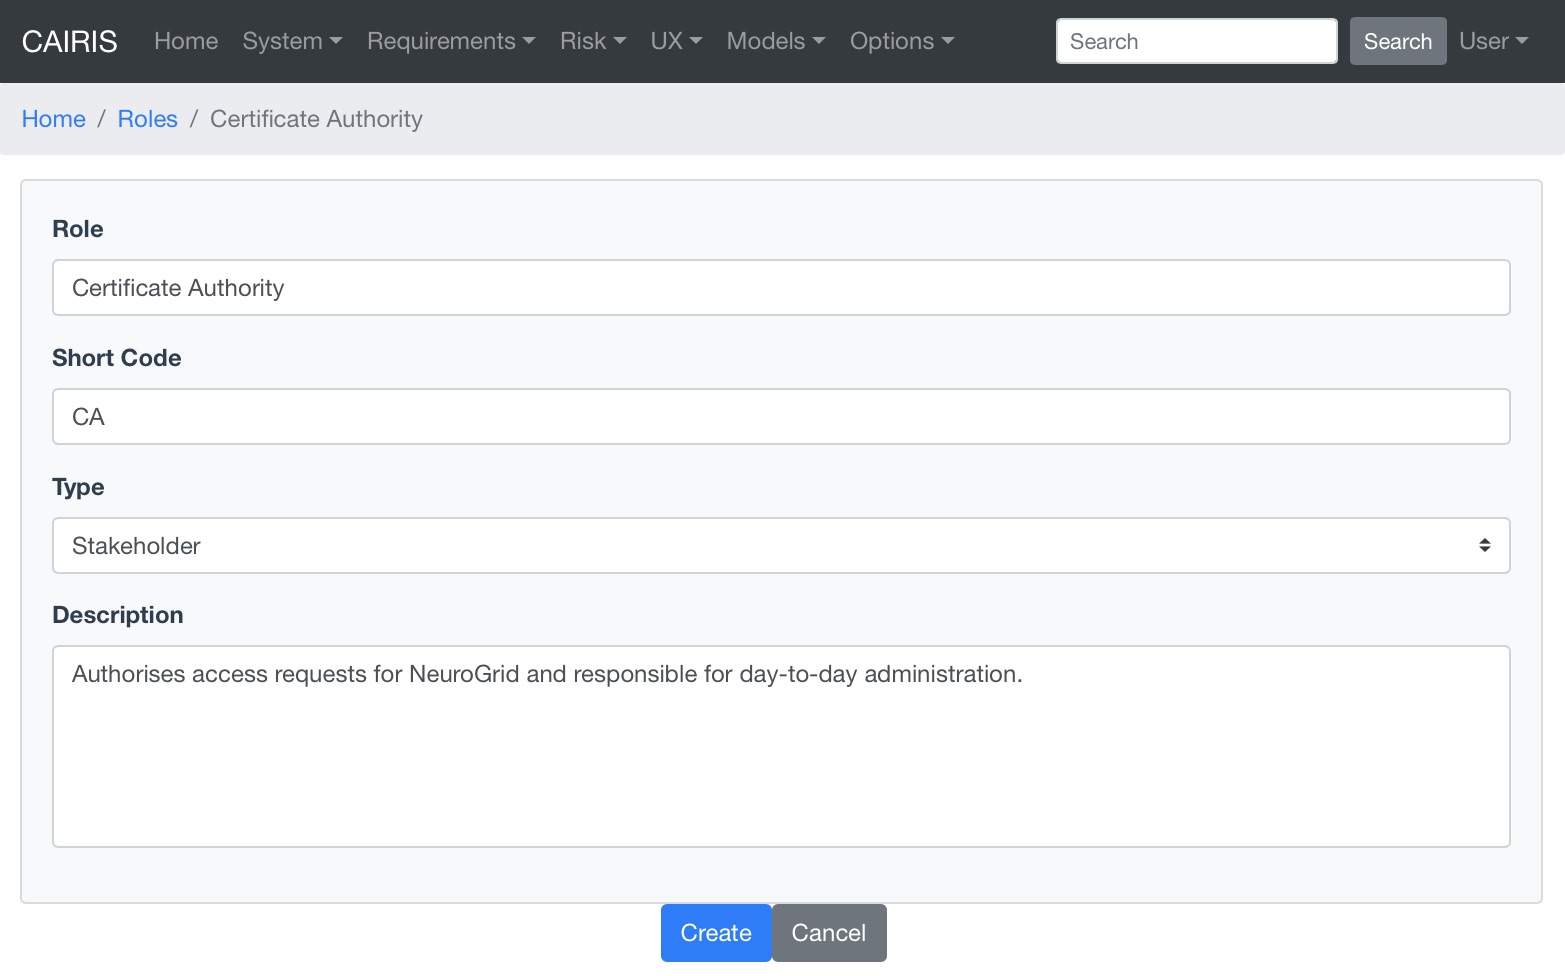 CAIRIS Home System Requirements Risk UX Models Options Search Search User
Home / Roles / Certificate Authority
Role
Certificate Authority
Short Code
CA
Type
Stakeholder
Description
Authorises access requests for NeuroGrid and responsible for day-to-day administration.
Create Cancel